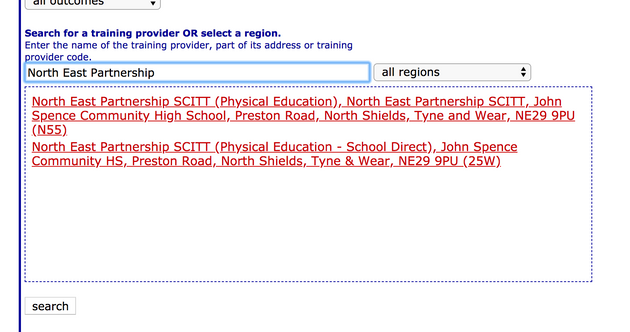 all outcomes
Search for a training provider OR select a region.
Enter the name of the training provider, part of its address or training
provider code.
North East Partnership
all regions
North East Partnership SCITT (Physical Education), North East Partnership SCITT, John
Spence Community High School, Preston Road, North Shields, Tyne and Wear, NE29 9PU
(N55)
North East Partnership SCITT (Physical Education - School Direct), John Spence
Community HS, Preston Road, North Shields, Tyne & Wear, NE29 9PU (25W)
search